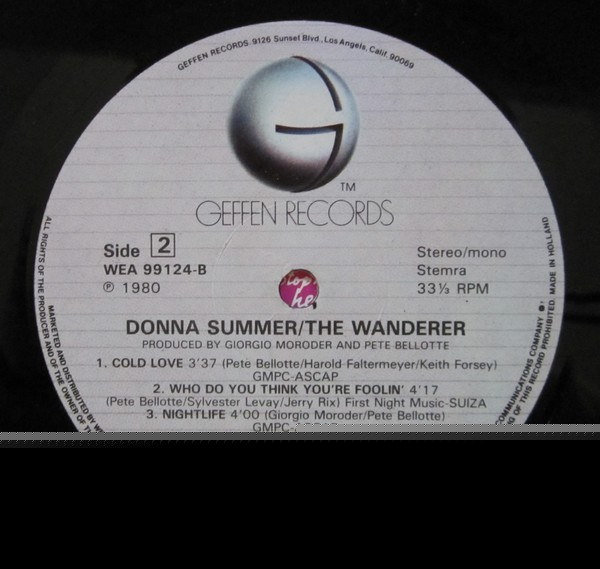 GEFFEN RECORDS. 9126 Sunset Blvd., Los Angeles, Calif. 90069
TM
GEFFEN RECORDS
Side 2
WEA 99124-B
℗ 1980
Stereo/mono
Stemra
33⅓ RPM
DONNA SUMMER/THE WANDERER
PRODUCED BY GIORGIO MORODER AND PETE BELLOTTE
1. COLD LOVE 3'37 (Pete Bellotte/Harold Faltermeyer/Keith Forsey)
GMPC-ASCAP
2. WHO DO YOU THINK YOU'RE FOOLIN' 4'17
(Pete Bellotte/Sylvester Levay/Jerry Rix) First Night Music-SUIZA
3. NIGHTLIFE 4'00 (Giorgio Moroder/Pete Bellotte)
ALL RIGHTS OF THE PRODUCER AND OF THE OWNER
MARKETED AND DISTRIBUTED BY
COMMUNICATIONS COMPANY
OF THIS RECORD PROHIBITED. MADE IN HOLLAND